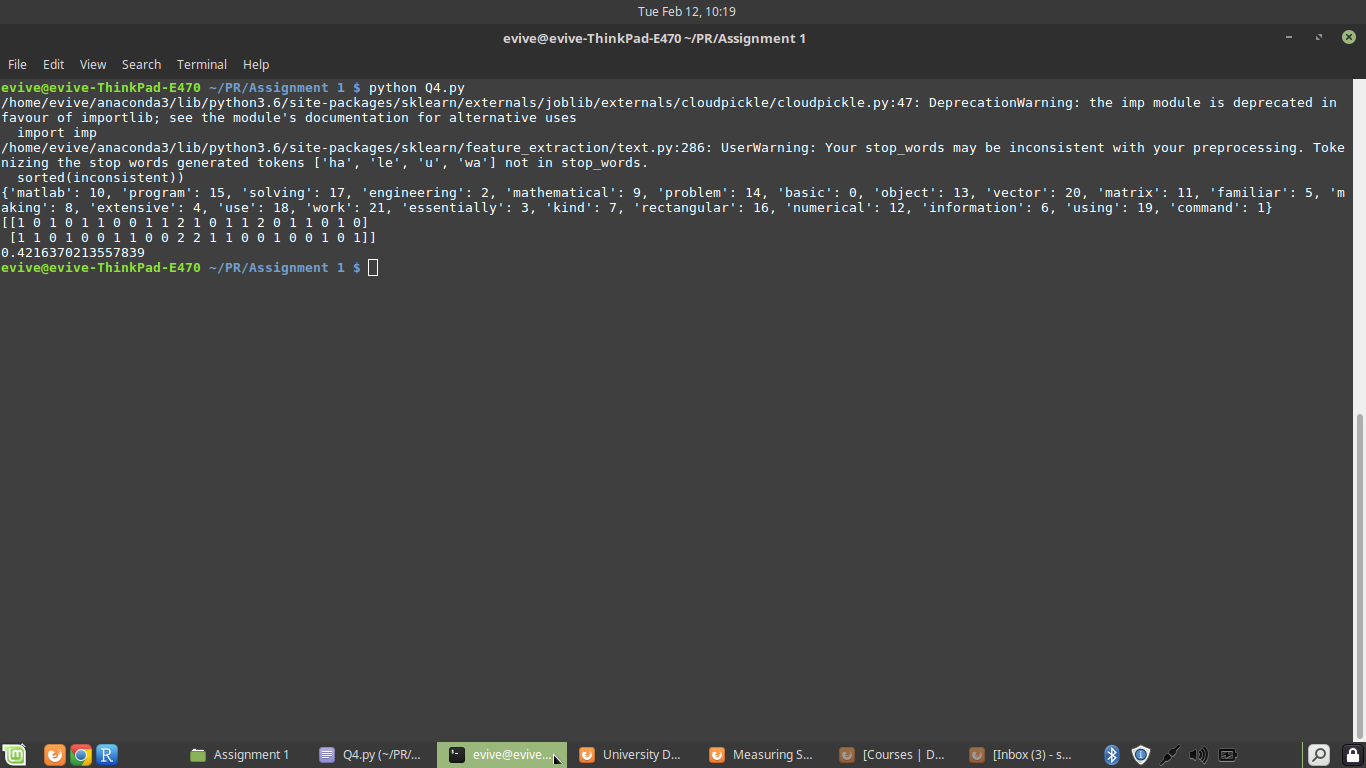 Tue Feb 12, 10:19
evive@evive-ThinkPad-E470 ~/PR/Assignment 1
File Edit View Search Terminal Help
evive@evive-ThinkPad-E470 ~/PR/Assignment 1 $ python Q4.py
/home/evive/anaconda3/lib/python3.6/site-packages/sklearn/externals/joblib/externals/cloudpickle/cloudpickle.py:47: DeprecationWarning: the imp module is deprecated in
favour of importlib; see the module's documentation for alternative uses
  import imp
/home/evive/anaconda3/lib/python3.6/site-packages/sklearn/feature_extraction/text.py:286: UserWarning: Your stop_words may be inconsistent with your preprocessing. Toke
nizing the stop words generated tokens ['ha', 'le', 'u', 'wa'] not in stop_words.
  sorted(inconsistent))
{'matlab': 10, 'program': 15, 'solving': 17, 'engineering': 2, 'mathematical': 9, 'problem': 14, 'basic': 0, 'object': 13, 'vector': 20, 'matrix': 11, 'familiar': 5, 'm
aking': 8, 'extensive': 4, 'use': 18, 'work': 21, 'essentially': 3, 'kind': 7, 'rectangular': 16, 'numerical': 12, 'information': 6, 'using': 19, 'command': 1}
[[1 0 1 0 1 1 0 0 1 1 2 1 0 1 1 2 0 1 1 0 1 0]
 [1 1 0 1 0 0 1 1 0 0 2 2 1 1 0 0 1 0 0 1 0 1]]
0.4216370213557839
evive@evive-ThinkPad-E470 ~/PR/Assignment 1 $
Assignment 1 Q4.py (~/PR/... evive@evive... University D... Measuring S... [Courses | D... [Inbox (3) - s...